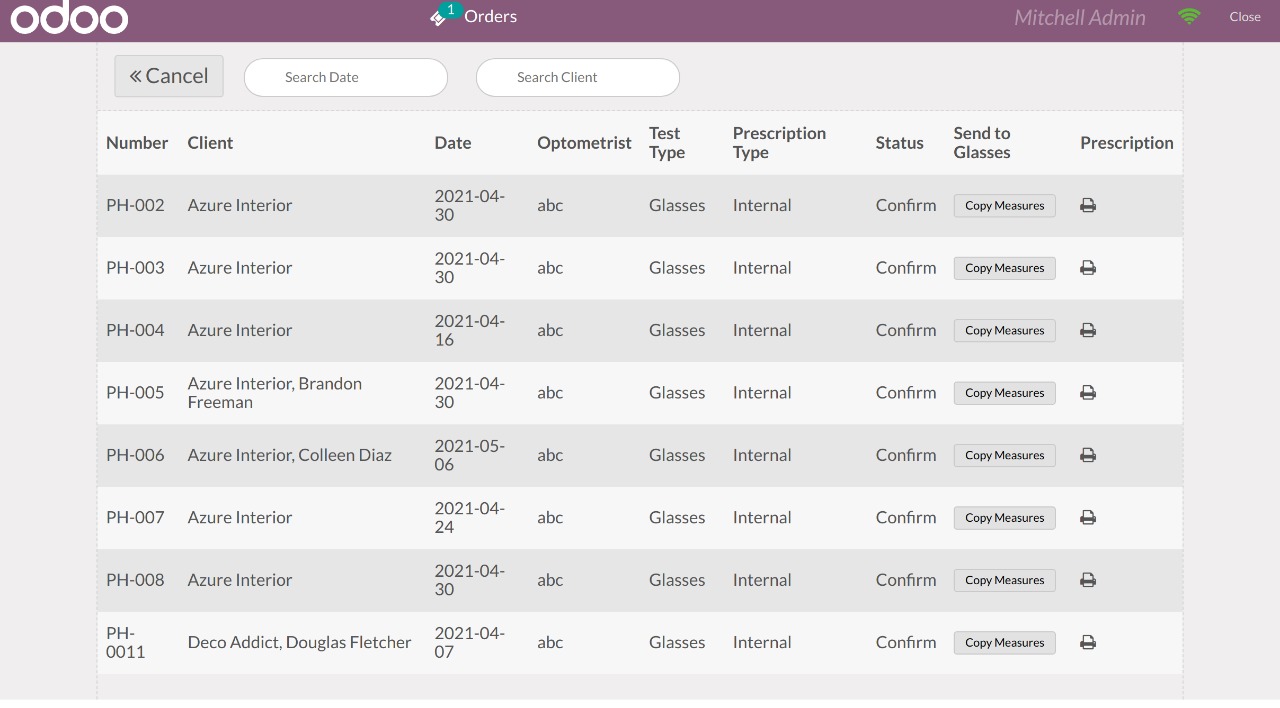 odoo
1
Orders
Mitchell Admin
Close
Cancel
Search Date
Search Client
Number Client Date Optometrist Test Type Prescription Type Status Send to Glasses Prescription
PH-002 Azure Interior 2021-04-30 abc Glasses Internal Confirm Copy Measures
PH-003 Azure Interior 2021-04-30 abc Glasses Internal Confirm Copy Measures
PH-004 Azure Interior 2021-04-16 abc Glasses Internal Confirm Copy Measures
PH-005 Azure Interior, Brandon Freeman 2021-04-30 abc Glasses Internal Confirm Copy Measures
PH-006 Azure Interior, Colleen Diaz 2021-05-06 abc Glasses Internal Confirm Copy Measures
PH-007 Azure Interior 2021-04-24 abc Glasses Internal Confirm Copy Measures
PH-008 Azure Interior 2021-04-30 abc Glasses Internal Confirm Copy Measures
PH-0011 Deco Addict, Douglas Fletcher 2021-04-07 abc Glasses Internal Confirm Copy Measures